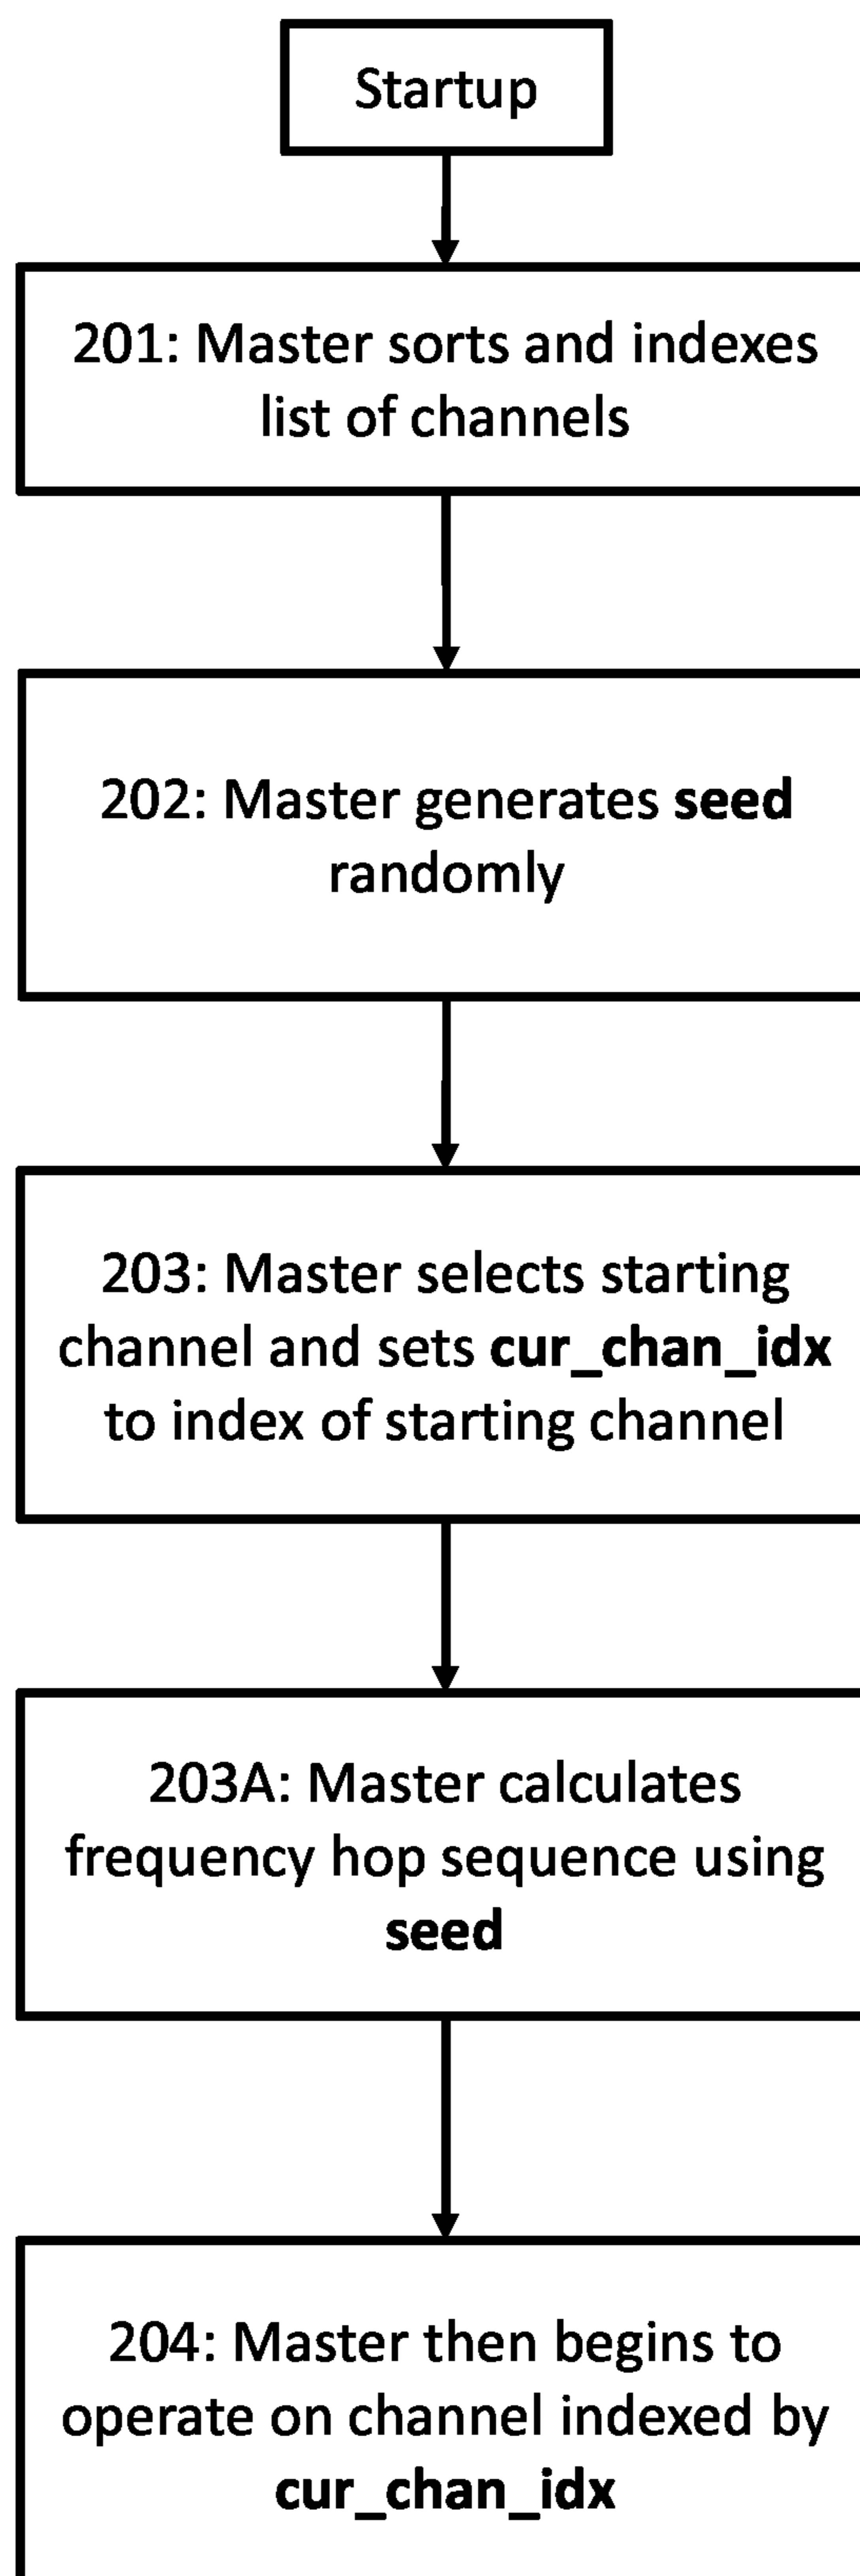 Startup
201: Master sorts and indexes
list of channels
202: Master generates seed
randomly
203: Master selects starting
channel and sets cur_chan_idx
to index of starting channel
203A: Master calculates
frequency hop sequence using
seed
204: Master then begins to
operate on channel indexed by
cur_chan_idx